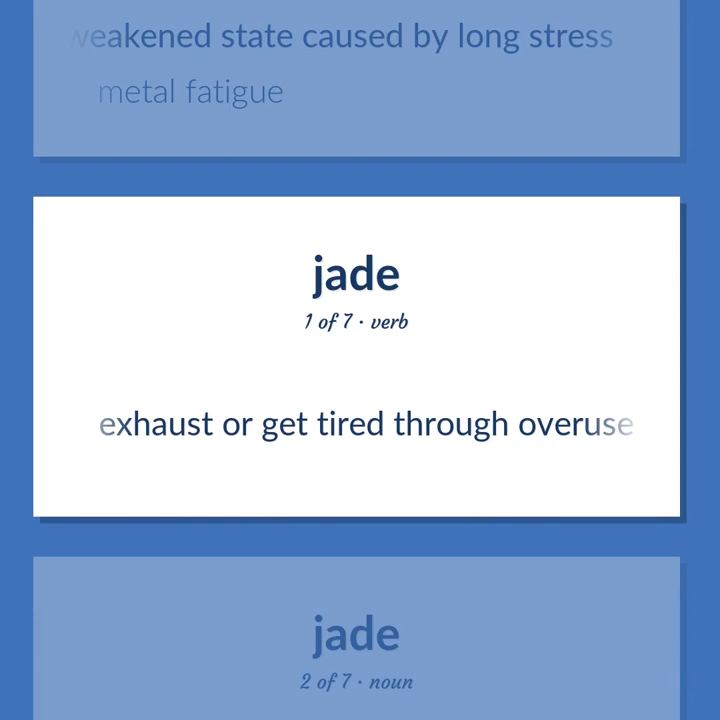 weakened state caused by long stress
metal fatigue
jade
1 of 7 · verb
exhaust or get tired through overuse
jade
2 of 7 · noun